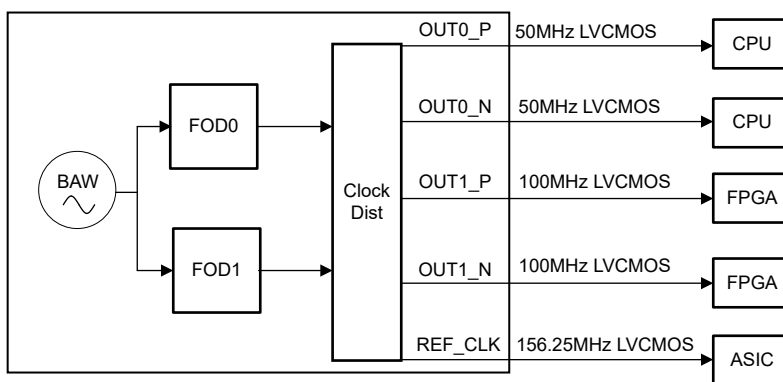 OUT0_P
50MHz LVCMOS
CPU
FOD0
OUT0_N
50MHz LVCMOS
CPU
BAW
Clock
Dist
OUT1_P
100MHz LVCMOS
FPGA
FOD1
OUT1_N
100MHz LVCMOS
FPGA
REF_CLK
156.25MHz LVCMOS
ASIC